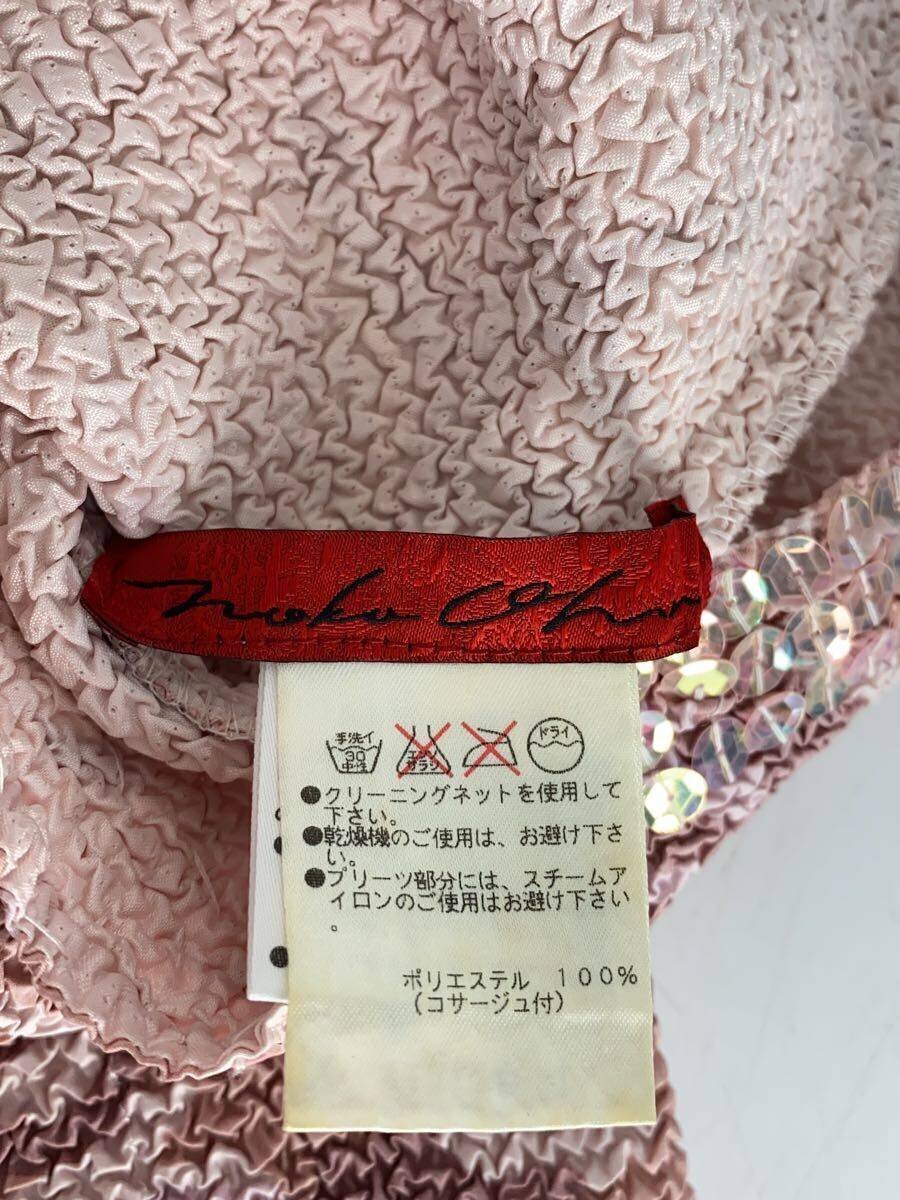 手洗イ
30
中性
エンソ
サラシ
ドライ
●クリーニングネットを使用して
下さい。
●乾燥機のご使用は、お避け下さ
い。
●プリーツ部分には、スチームア
イロンのご使用はお避け下さい
。
ポリエステル 100%
(コサージュ付)